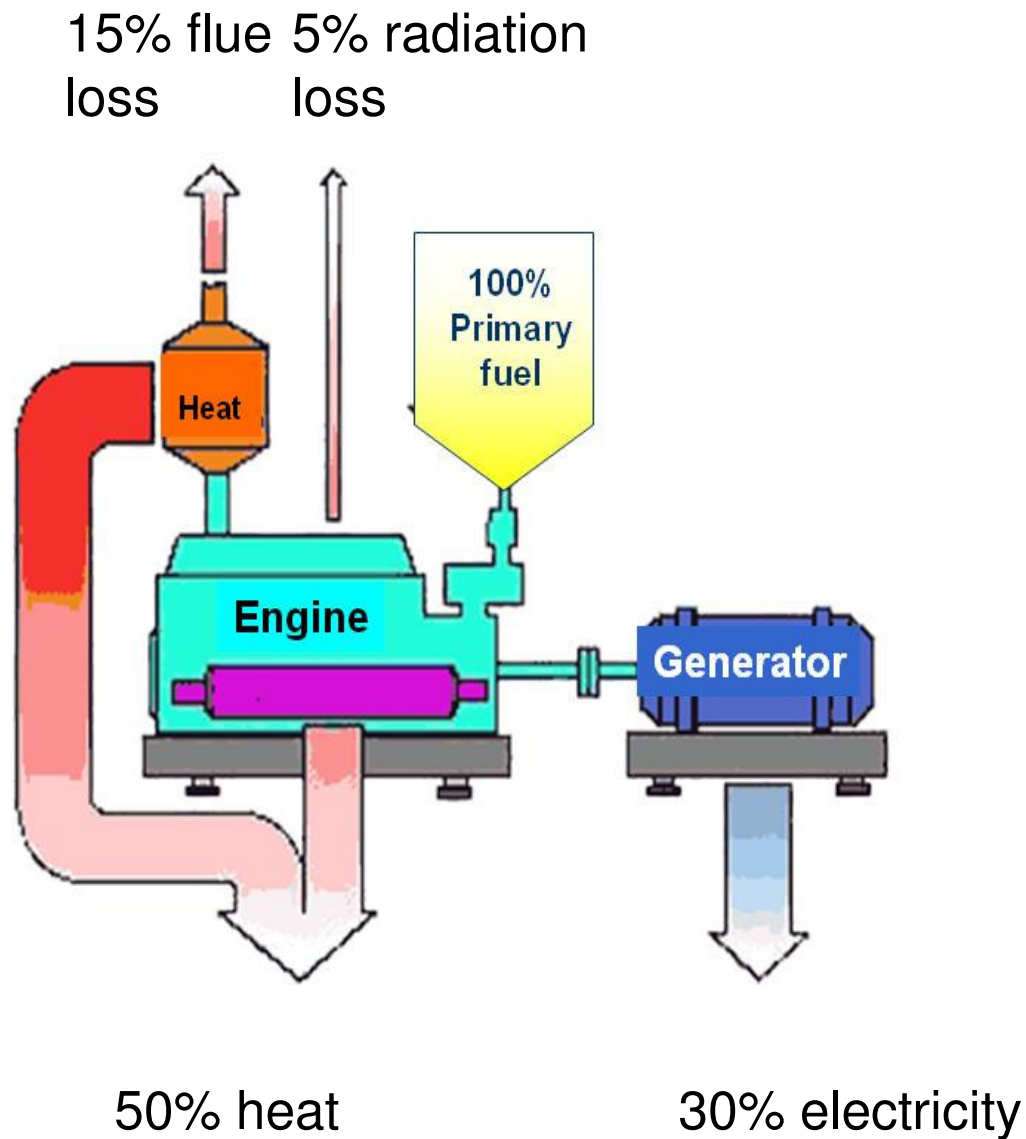 15% flue 5% radiation
loss loss
100%
Primary
fuel
Heat
Engine
Generator
50% heat
30% electricity